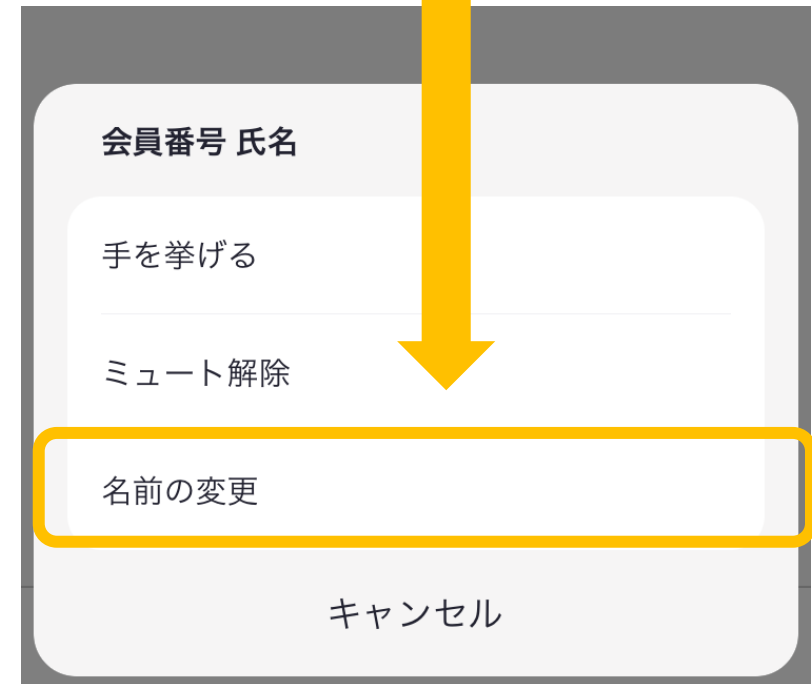 会員番号 氏名
手を挙げる
ミュート解除
名前の変更
キャンセル